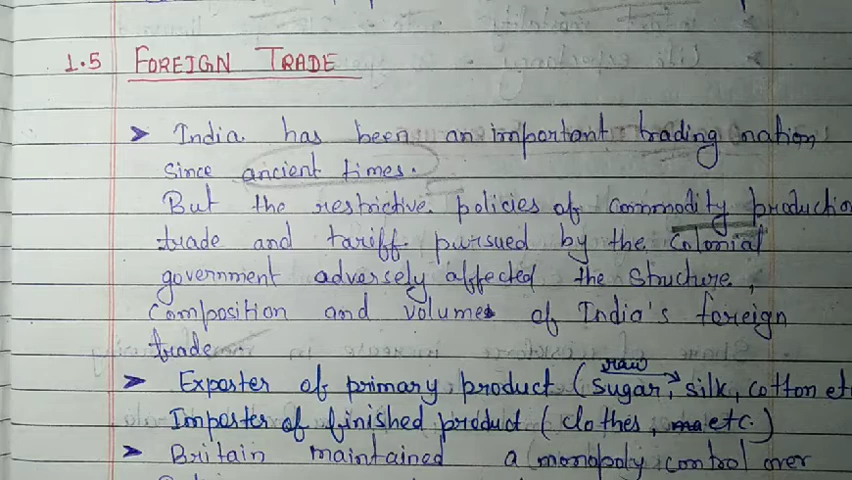 1.5 FOREIGN TRADE
➤ India has been an important trading nation,
since ancient times.
But the restrictive policies of commodity productio
trade and tariff pursued by the Colonial
government adversely affected the structure,
composition and volume of India's foreign
trade.
raw
➤ Exporter of primary product (sugar, silk, cotton etc
Importer of finished product (clothes, etc.)
➤ Britain maintained a monopoly control over